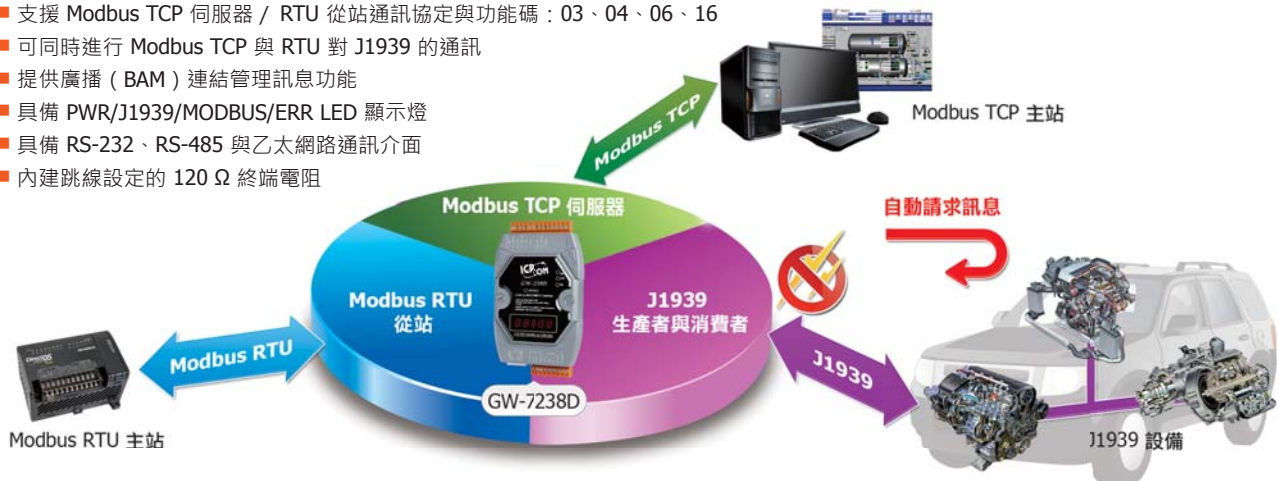 支援 Modbus TCP 伺服器 / RTU 從站通訊協定與功能碼：03、04、06、16
可同時進行 Modbus TCP 與 RTU 對 J1939 的通訊
提供廣播 ( BAM ) 連結管理訊息功能
具備 PWR/J1939/MODBUS/ERR LED 顯示燈
具備 RS-232、RS-485 與乙太網路通訊介面
內建跳線設定的 120 Ω 終端電阻
Modbus TCP
Modbus TCP 主站
Modbus TCP 伺服器
自動請求訊息
ICP CON
GW-7238D
Modbus RTU
從站
J1939
生產者與消費者
Modbus RTU
J1939
GW-7238D
Modbus RTU 主站
J1939 設備